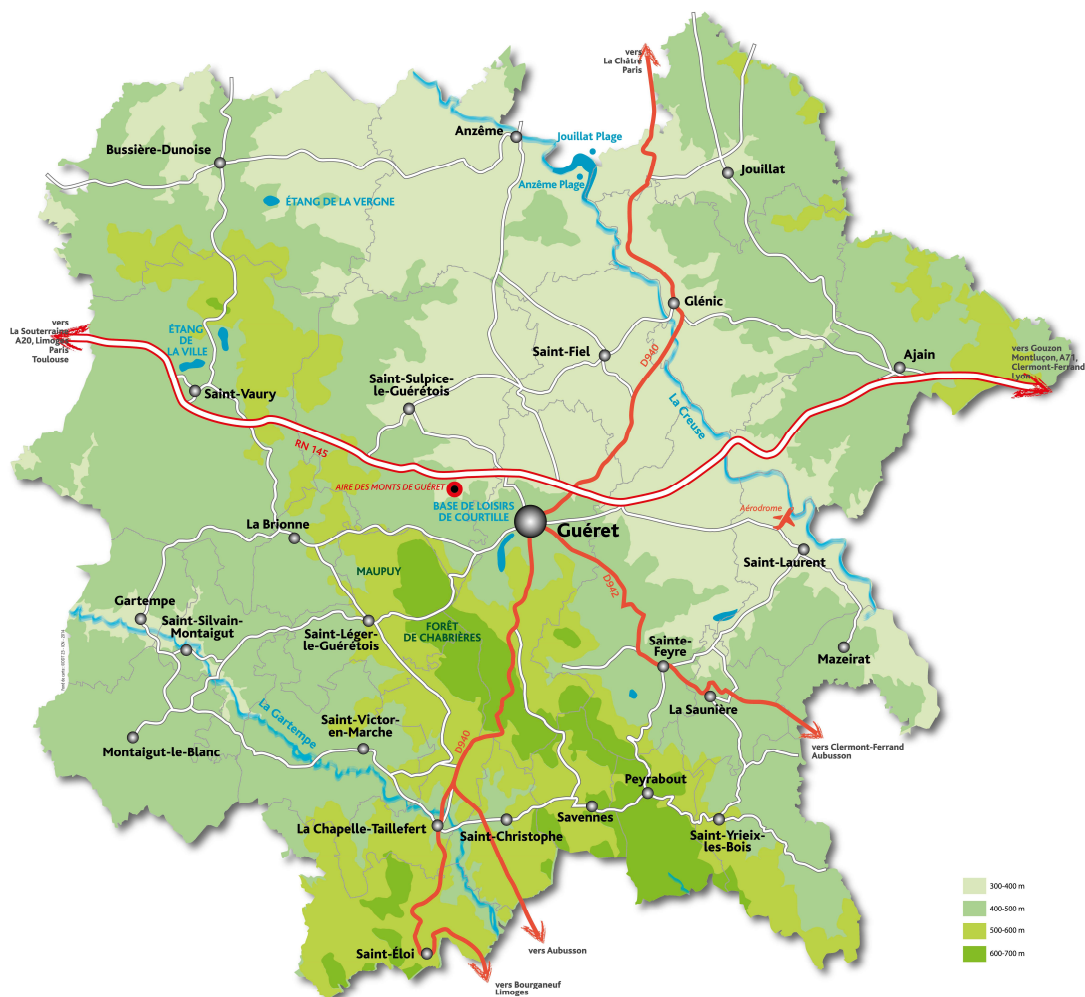 vers
La Châtre
Paris
Anzême
Jouillat Plage
Bussière-Dunoise
Jouillat
Anzême Plage
ÉTANG DE LA VERGNE
Glénic
vers
La Souterraine
A20, Limoges
Paris
Toulouse
ÉTANG
DE
LA VILLE
Saint-Fiel
D940
Ajain
vers Gouzon
Montluçon, A71,
Clermont-Ferrand
Lyon
Saint-Sulpice-
le-Guérétois
Saint-Vaury
La Creuse
RN 145
AIRE DES MONTS DE GUÉRET
BASE DE LOISIRS
DE COURTILLE
Aérodrome
La Brionne
Guéret
Saint-Laurent
MAUPUY
D942
Gartempe
Saint-Silvain-
Montaigut
Saint-Léger-
le-Guérétois
FORÊT
DE CHABRIÈRES
Sainte-
Feyre
Mazeirat
La Saunière
La Gartempe
Saint-Victor-
en-Marche
Montaigut-le-Blanc
D940
vers Clermont-Ferrand
Aubusson
Peyrabout
La Chapelle-Taillefert
Saint-Christophe
Savennes
Saint-Yrieix-
les-Bois
300-400 m
400-500 m
500-600 m
600-700 m
Saint-Éloi
vers Aubusson
vers Bourganeuf
Limoges